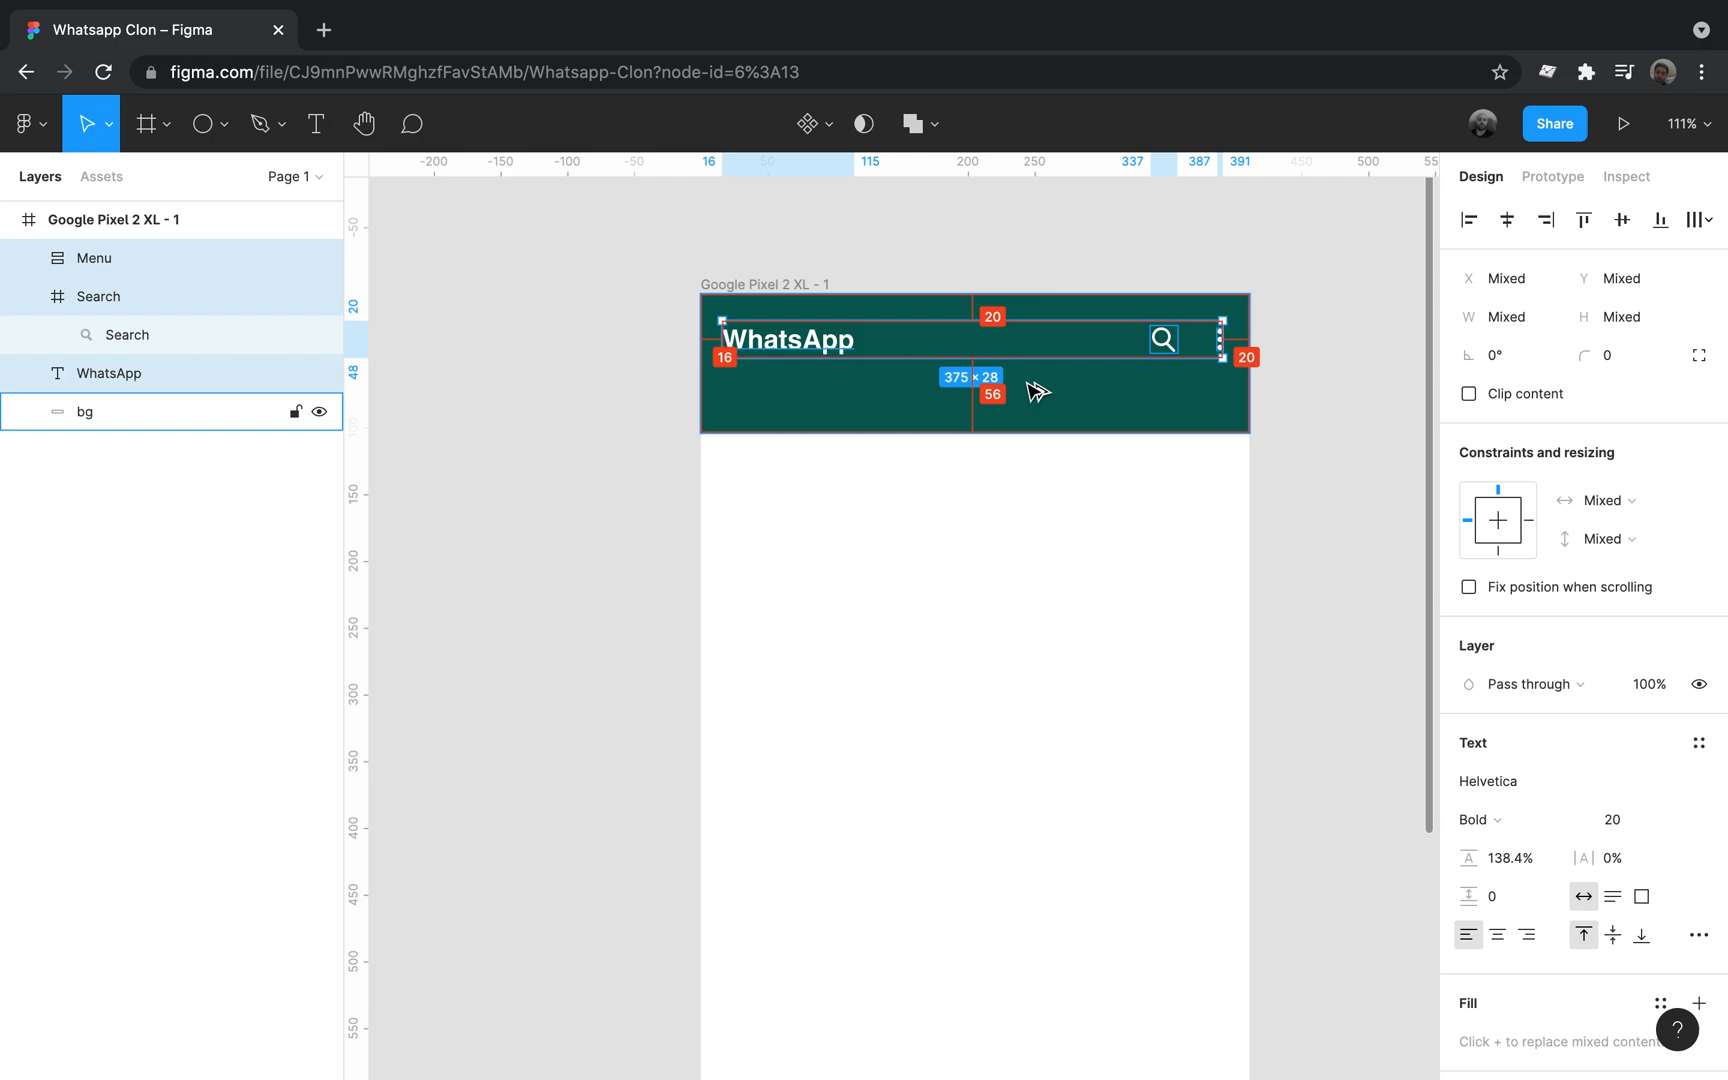 Whatsapp Clon – Figma
figma.com/file/CJ9mnPwwRMghzfFavStAMb/Whatsapp-Clon?node-id=6%3A13
Share
111%
Layers
Assets
Page 1
-200
-150
-100
-50
16
50
115
200
250
337
387
391
450
500
55
Design
Prototype
Inspect
Google Pixel 2 XL - 1
Menu
Search
Search
WhatsApp
bg
-50
20
48
100
150
200
250
300
350
400
450
500
550
Google Pixel 2 XL - 1
20
WhatsApp
16
20
375 × 28
56
X Mixed
Y Mixed
W Mixed
H Mixed
0°
0
Clip content
Constraints and resizing
Mixed
Mixed
Fix position when scrolling
Layer
Pass through
100%
Text
Helvetica
Bold
20
138.4%
|A| 0%
0
Fill
Click + to replace mixed content
?